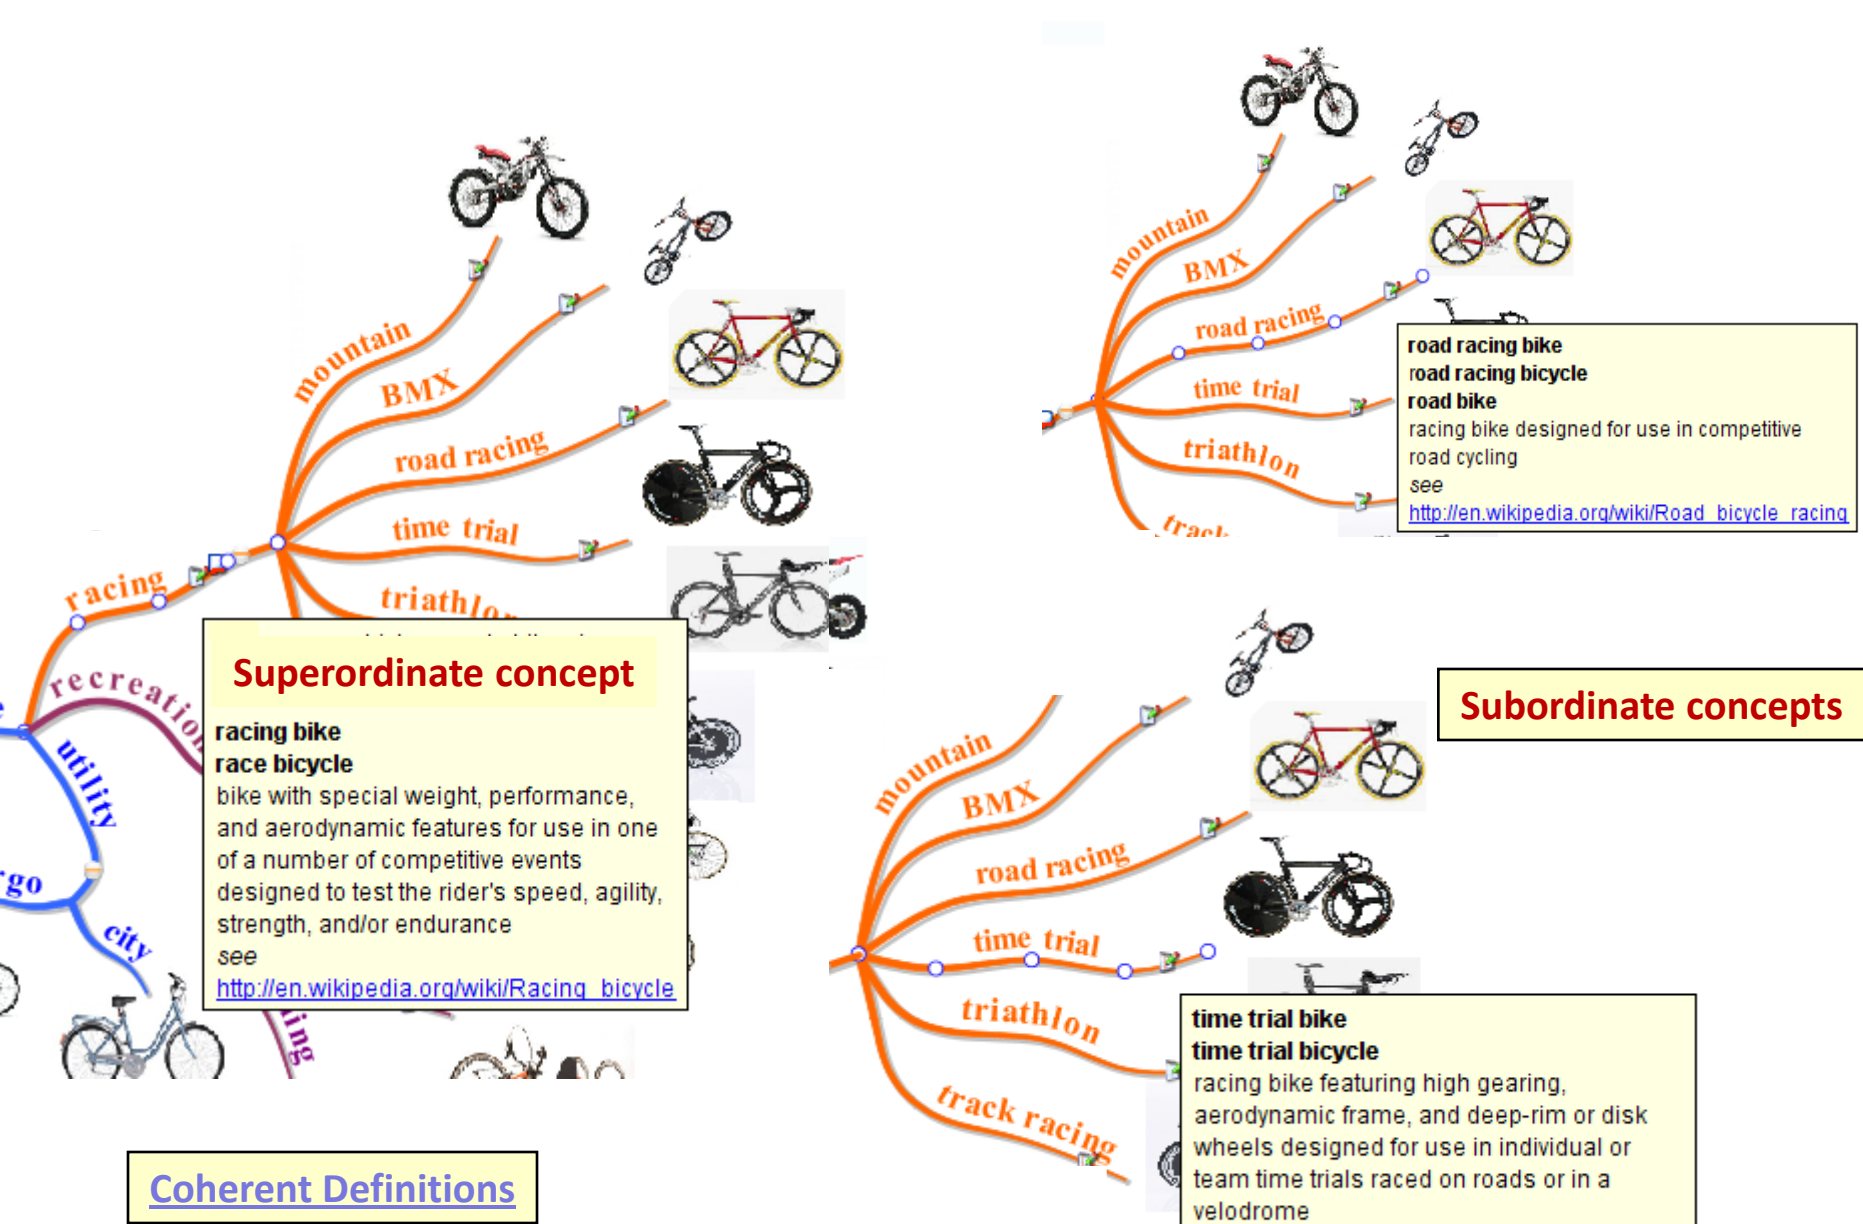 mountain
BMX
road racing
time trial
triathlon
racing
recreation
utility
city
Superordinate concept
racing bike
race bicycle
bike with special weight, performance,
and aerodynamic features for use in one
of a number of competitive events
designed to test the rider's speed, agility,
strength, and/or endurance
see
http://en.wikipedia.org/wiki/Racing_bicycle
Coherent Definitions
mountain
BMX
road racing
time trial
triathlon
track
road racing bike
road racing bicycle
road bike
racing bike designed for use in competitive
road cycling
see
http://en.wikipedia.org/wiki/Road_bicycle_racing
Subordinate concepts
mountain
BMX
road racing
time trial
triathlon
track racing
time trial bike
time trial bicycle
racing bike featuring high gearing,
aerodynamic frame, and deep-rim or disk
wheels designed for use in individual or
team time trials raced on roads or in a
velodrome